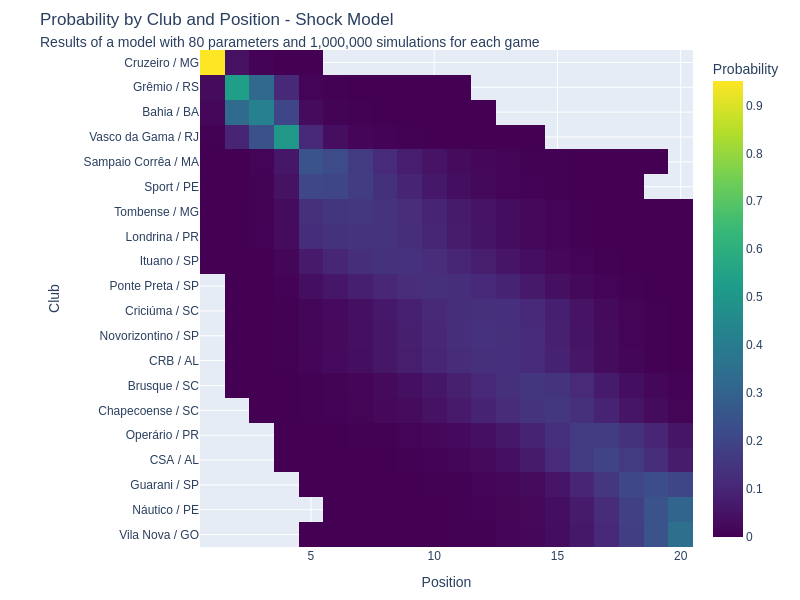 Probability by Club and Position - Shock Model
Results of a model with 80 parameters and 1,000,000 simulations for each game
Probability
Cruzeiro / MG
Grêmio / RS
Bahia / BA
Vasco da Gama / RJ
Sampaio Corrêa / MA
Sport / PE
Tombense / MG
Londrina / PR
Ituano / SP
Ponte Preta / SP
Criciúma / SC
Novorizontino / SP
CRB / AL
Brusque / SC
Chapecoense / SC
Operário / PR
CSA / AL
Guarani / SP
Náutico / PE
Vila Nova / GO
Club
5
10
15
20
Position
0.9
0.8
0.7
0.6
0.5
0.4
0.3
0.2
0.1
0